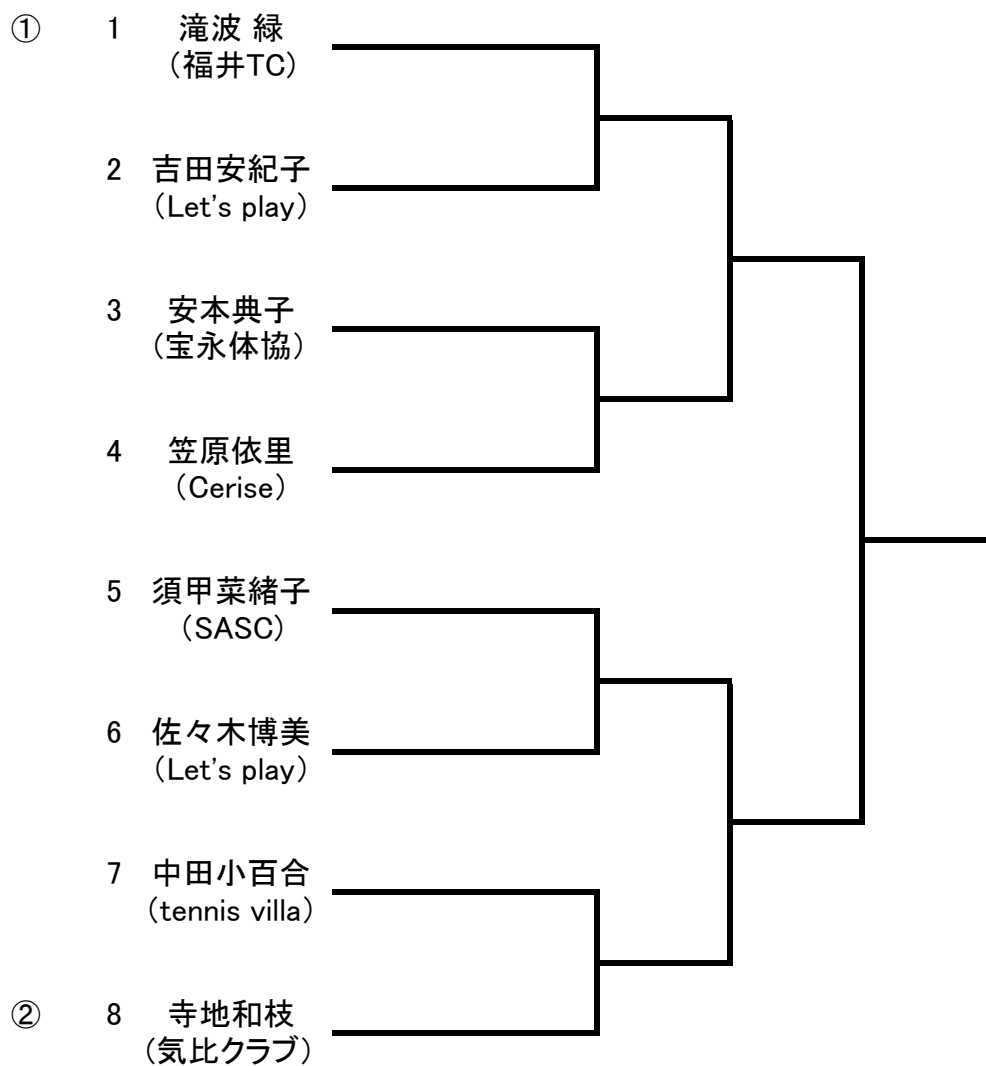 ① 1 滝波 緑
(福井TC)
2 吉田安紀子
(Let's play)
3 安本典子
(宝永体協)
4 笠原依里
(Cerise)
5 須甲菜緒子
(SASC)
6 佐々木博美
(Let's play)
7 中田小百合
(tennis villa)
② 8 寺地和枝
(気比クラブ)